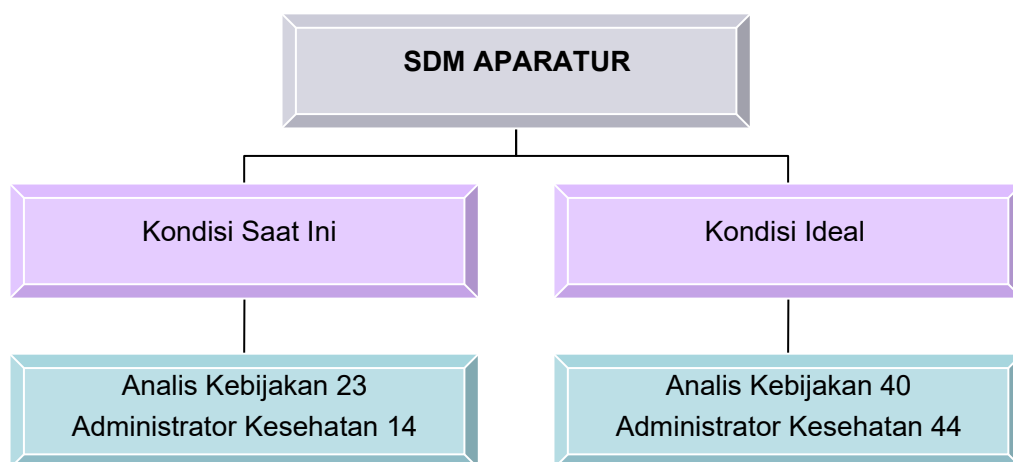 SDM APARATUR
Kondisi Saat Ini
Kondisi Ideal
Analis Kebijakan 23
Administrator Kesehatan 14
Analis Kebijakan 40
Administrator Kesehatan 44